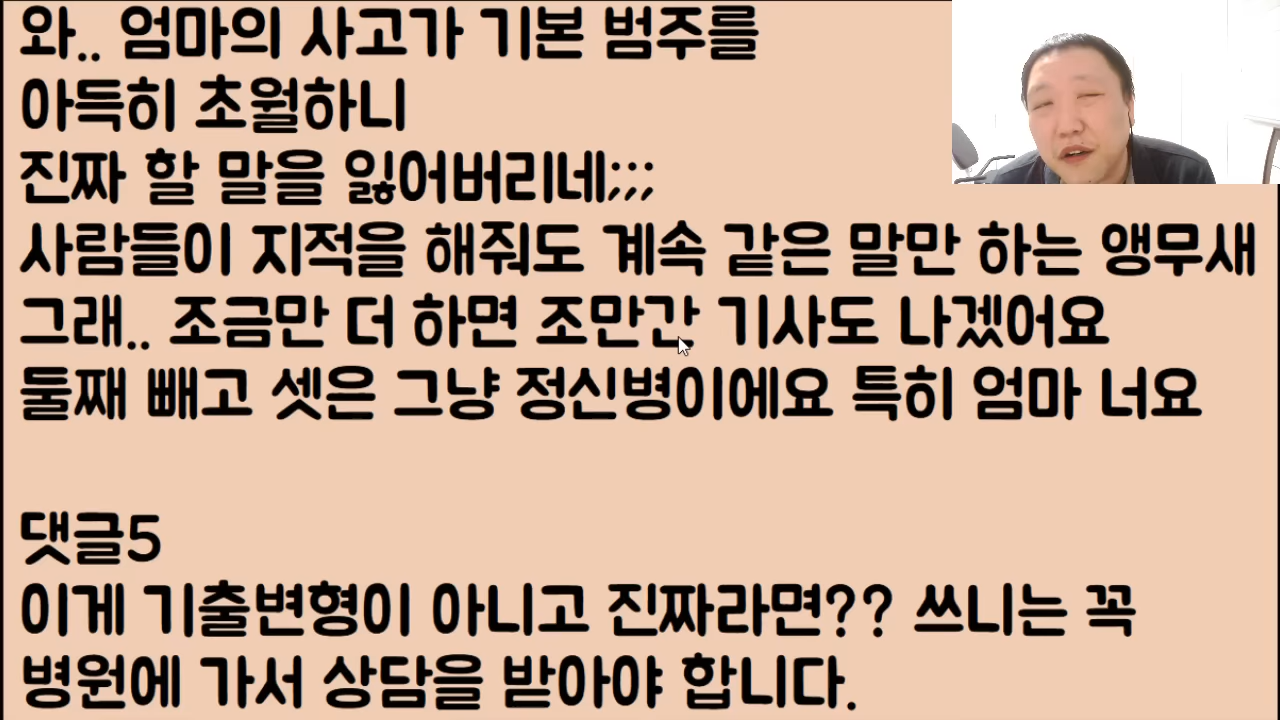 와.. 엄마의 사고가 기본 범주를
아득히 초월하니
진짜 할 말을 잃어버리네;;;
사람들이 지적을 해줘도 계속 같은 말만 하는 앵무새
그래.. 조금만 더 하면 조만간 기사도 나겠어요
둘째 빼고 셋은 그냥 정신병이에요 특히 엄마 너요
댓글5
이게 기출변형이 아니고 진짜라면?? 쓰니는 꼭
병원에 가서 상담을 받아야 합니다.